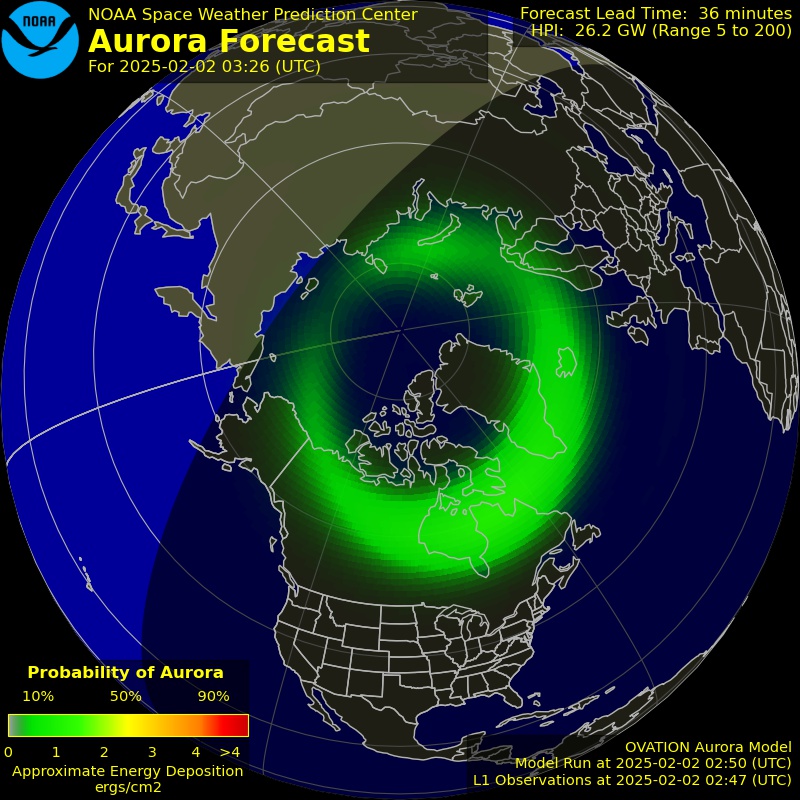 NOAA
NOAA Space Weather Prediction Center
Aurora Forecast
For 2025-02-02 03:26 (UTC)
Forecast Lead Time: 36 minutes
HPI: 26.2 GW (Range 5 to 200)
Probability of Aurora
10% 50% 90%
0 1 2 3 4 >4
Approximate Energy Deposition
ergs/cm2
OVATION Aurora Model
Model Run at 2025-02-02 02:50 (UTC)
L1 Observations at 2025-02-02 02:47 (UTC)